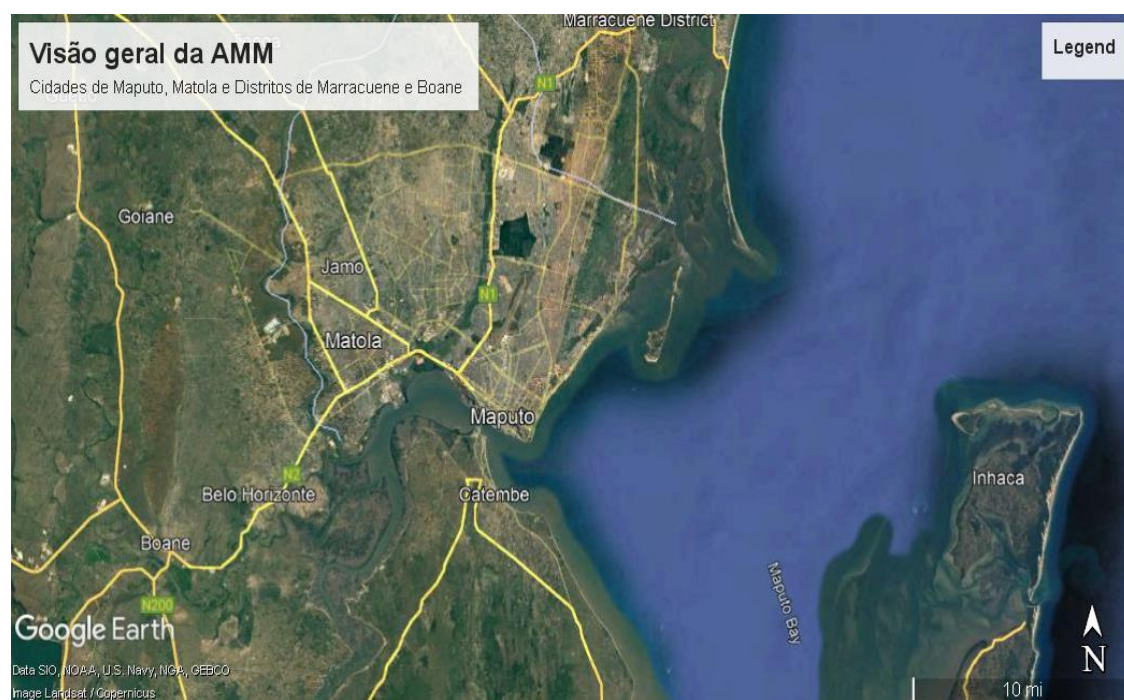 Marracuene District
Visão geral da AMM
Cidades de Maputo, Matola e Distritos de Marracuene e Boane
Legend
N1
Goiane
Jamo
N1
Matola
Maputo
Inhaca
N2
Belo Horizonte
Catembe
Boane
Maputo Bay
N200
Google Earth
N
Data SIO, NOAA, U.S. Navy, NGA, GEBCO
Image Landsat / Copernicus
10 mi